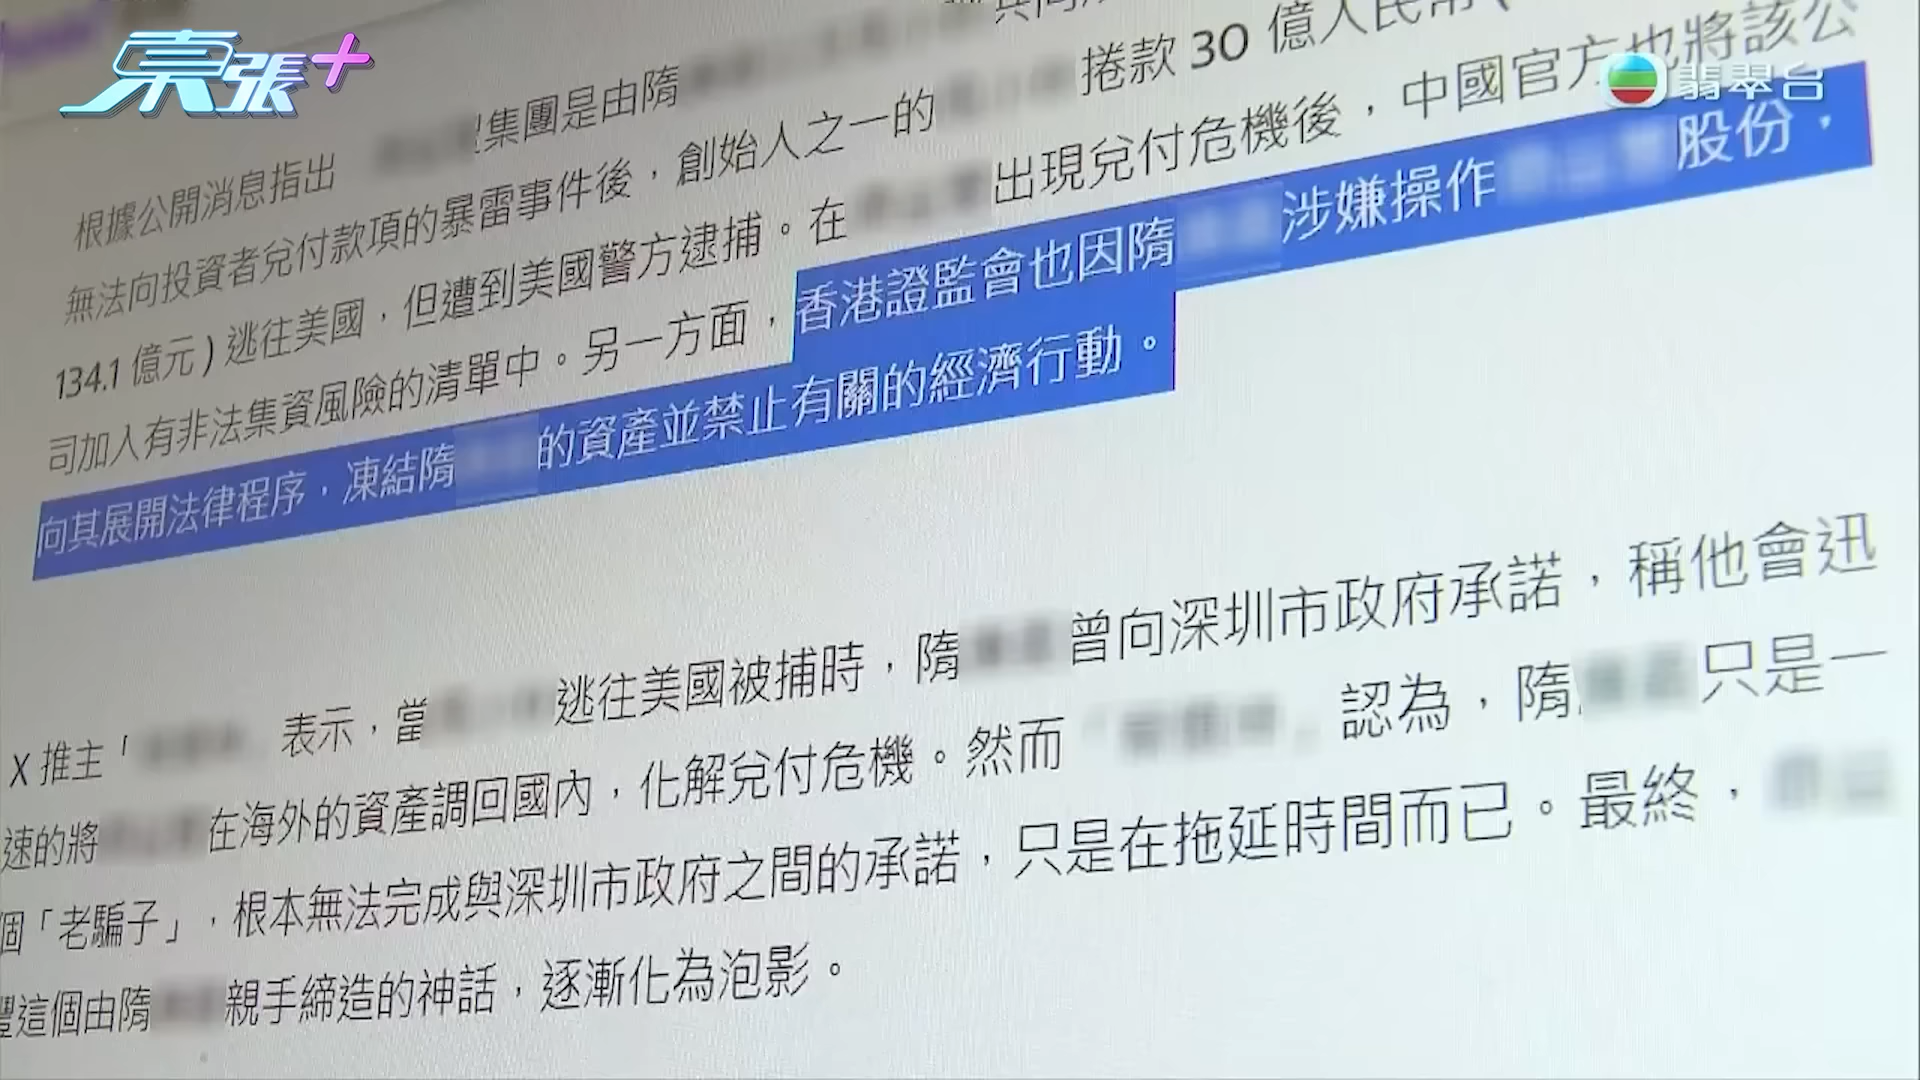 東張+
翡翠台
共同
根據公開消息指出 集團是由隋 捲款 30 億人民幣(
無法向投資者兌付款項的暴雷事件後，創始人之一的 出現兌付危機後，中國官方也將該公
134.1 億元)逃往美國，但遭到美國警方逮捕。在
司加入有非法集資風險的清單中。另一方面，香港證監會也因隋 涉嫌操作 股份，
向其展開法律程序，凍結隋 的資產並禁止有關的經濟行動。
X 推主「 」表示，當 逃往美國被捕時，隋 曾向深圳市政府承諾，稱他會迅
速的將 在海外的資產調回國內，化解兌付危機。然而「 」認為，隋 只是一
個「老騙子」，根本無法完成與深圳市政府之間的承諾，只是在拖延時間而已。最終，
豐這個由隋 親手締造的神話，逐漸化為泡影。